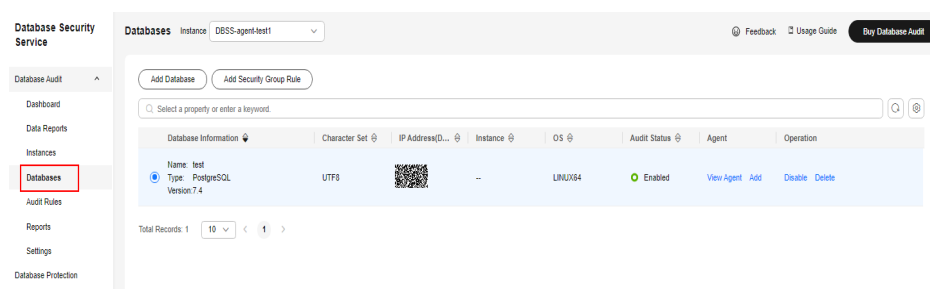 Database Security
Service
Databases Instance DBSS-agent-test1
Feedback Usage Guide Buy Database Audit
Database Audit
Dashboard
Data Reports
Instances
Databases
Audit Rules
Reports
Settings
Database Protection
Add Database Add Security Group Rule
Select a property or enter a keyword.
Database Information Character Set IP Address(D... Instance OS Audit Status Agent Operation
Name: test
Type: PostgreSQL
Version:7.4
UTF8 -- LINUX64 Enabled View Agent Add Disable Delete
Total Records: 1 10 < 1 >